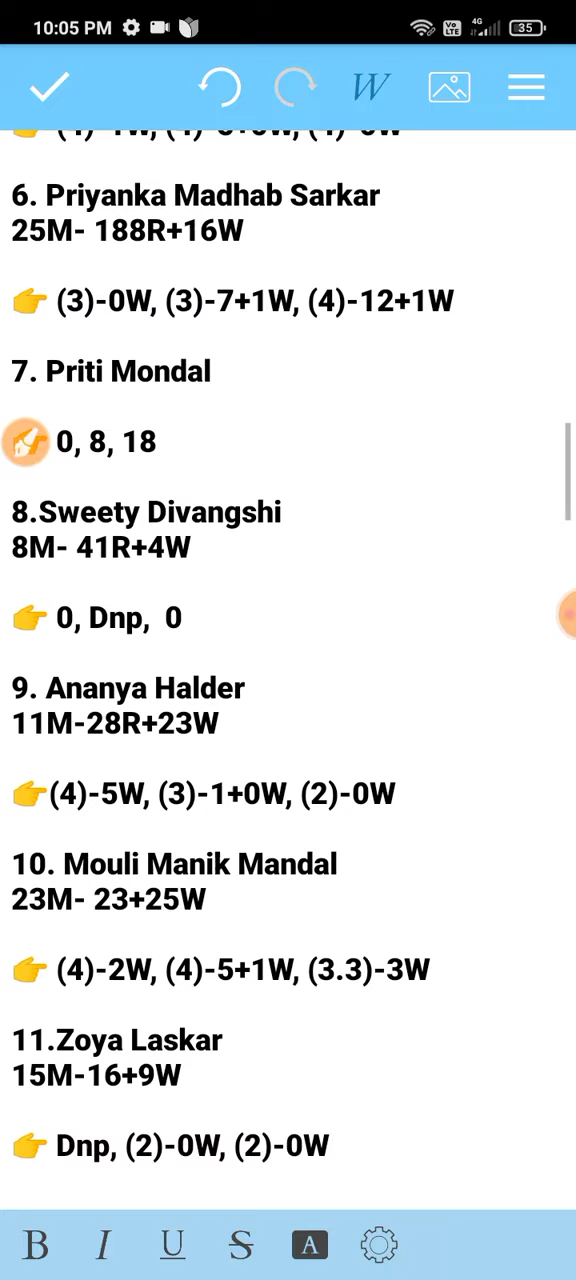 10:05 PM
4G
Vo LTE
35
W
6. Priyanka Madhab Sarkar
25M- 188R+16W
👉 (3)-0W, (3)-7+1W, (4)-12+1W
7. Priti Mondal
0, 8, 18
8.Sweety Divangshi
8M- 41R+4W
👉 0, Dnp, 0
9. Ananya Halder
11M-28R+23W
👉(4)-5W, (3)-1+0W, (2)-0W
10. Mouli Manik Mandal
23M- 23+25W
👉 (4)-2W, (4)-5+1W, (3.3)-3W
11.Zoya Laskar
15M-16+9W
👉 Dnp, (2)-0W, (2)-0W
B I U S A